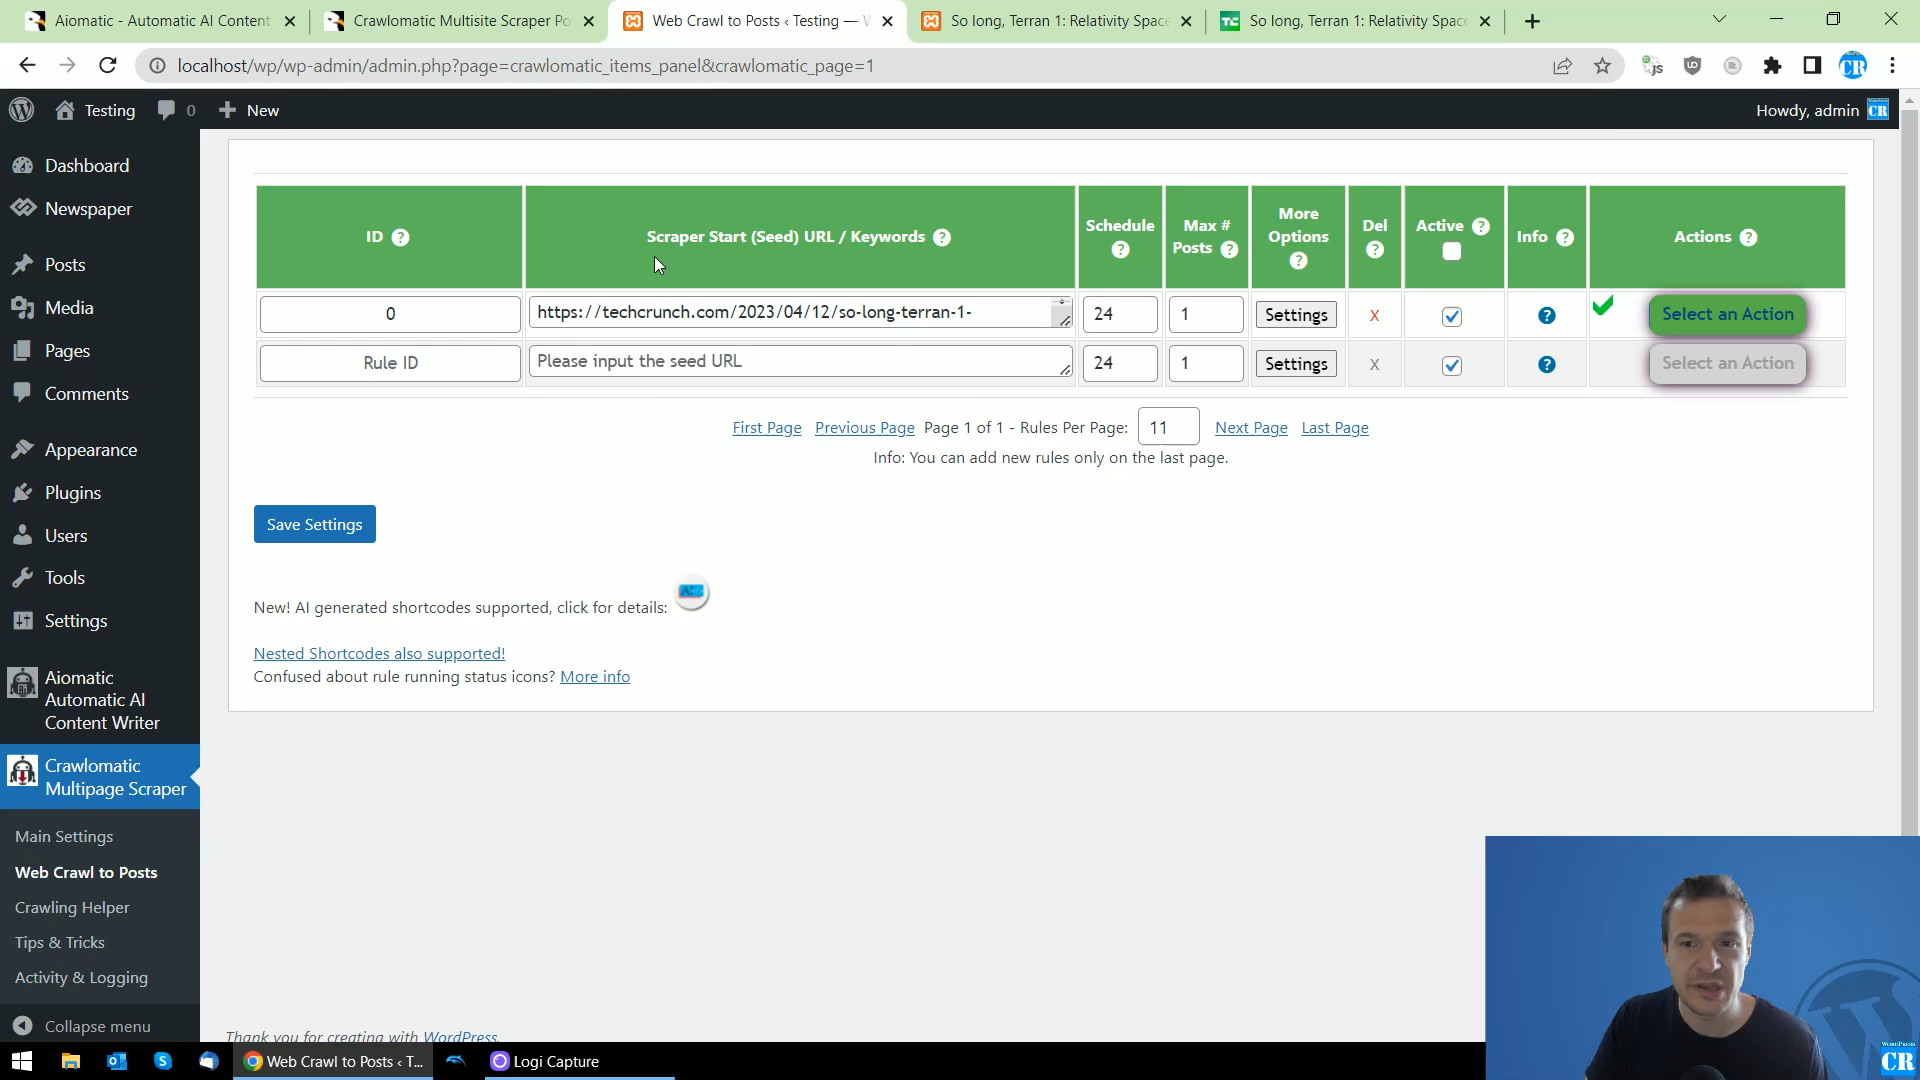 Aiomatic - Automatic AI Content
Crawlomatic Multisite Scraper Po
Web Crawl to Posts ‹ Testing — W
So long, Terran 1: Relativity Space
So long, Terran 1: Relativity Space
localhost/wp/wp-admin/admin.php?page=crawlomatic_items_panel&crawlomatic_page=1
Testing
0
New
Howdy, admin
Dashboard
Newspaper
Posts
Media
Pages
Comments
Appearance
Plugins
Users
Tools
Settings
Aiomatic
Automatic AI
Content Writer
Crawlomatic
Multipage Scraper
Main Settings
Web Crawl to Posts
Crawling Helper
Tips & Tricks
Activity & Logging
Collapse menu
ID ?
Scraper Start (Seed) URL / Keywords ?
Schedule ?
Max # Posts ?
More Options ?
Del ?
Active ?
Info ?
Actions ?
0
https://techcrunch.com/2023/04/12/so-long-terran-1-
24
1
Settings
X
?
Select an Action
Rule ID
Please input the seed URL
24
1
Settings
X
?
Select an Action
First Page Previous Page Page 1 of 1 - Rules Per Page: 11 Next Page Last Page
Info: You can add new rules only on the last page.
Save Settings
New! AI generated shortcodes supported, click for details:
Nested Shortcodes also supported!
Confused about rule running status icons? More info
Thank you for creating with WordPress.
Web Crawl to Posts ‹ T...
Logi Capture
WORDPRESS
CR